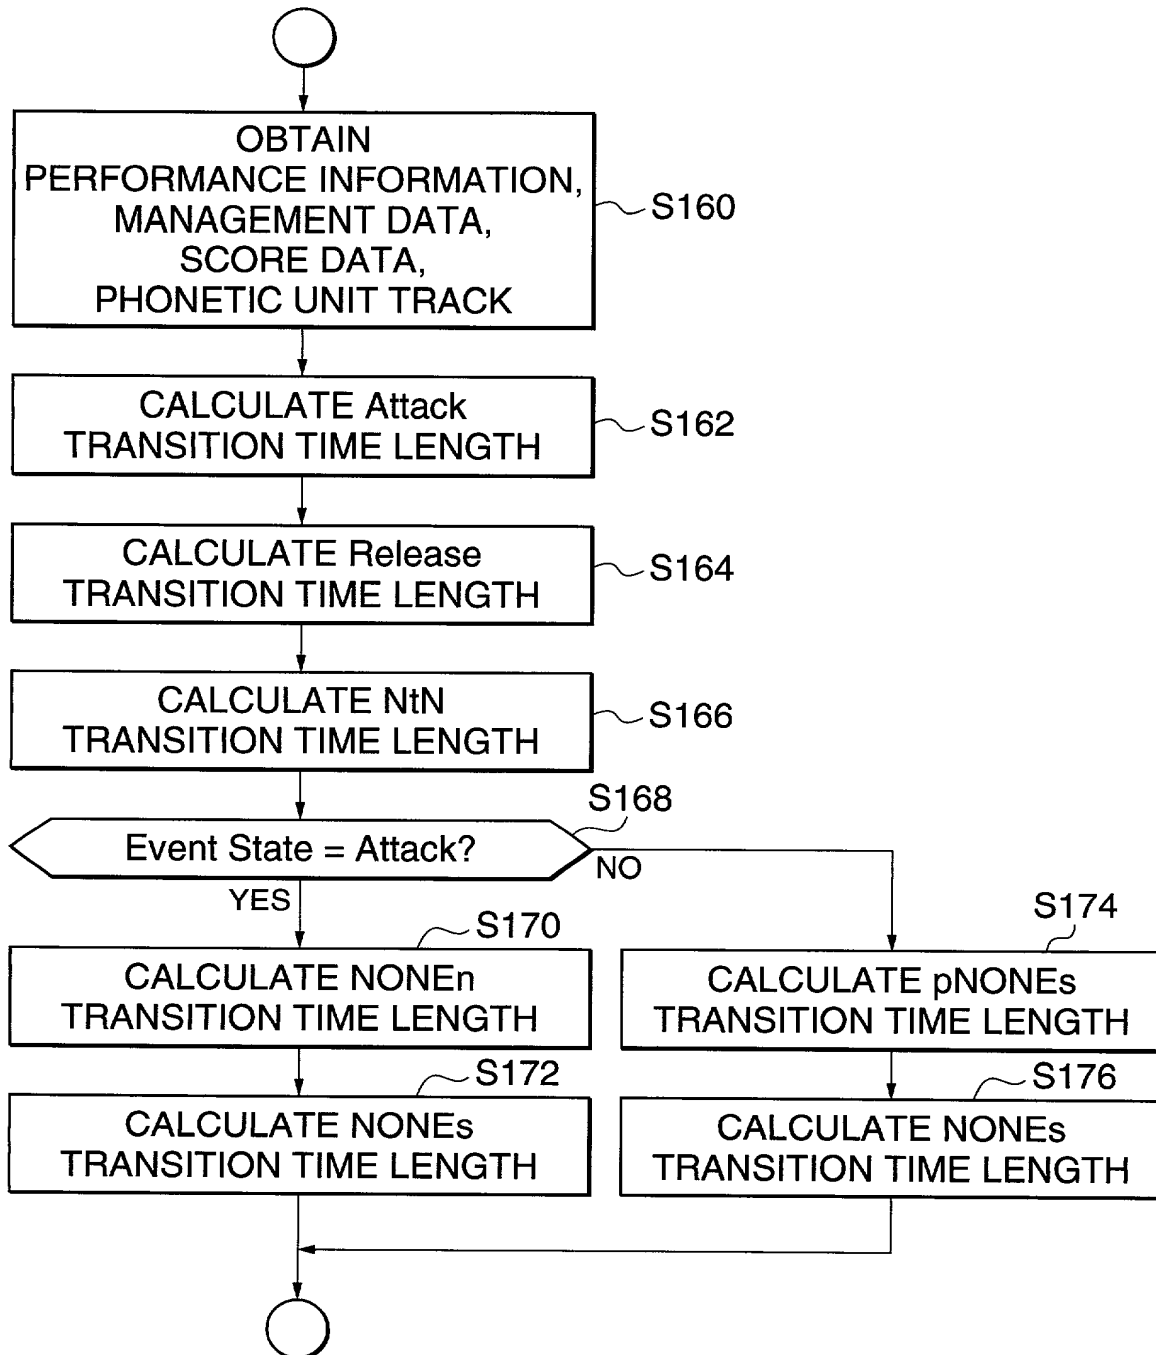 OBTAIN
PERFORMANCE INFORMATION,
MANAGEMENT DATA,
SCORE DATA,
PHONETIC UNIT TRACK
S160
CALCULATE Attack
TRANSITION TIME LENGTH
S162
CALCULATE Release
TRANSITION TIME LENGTH
S164
CALCULATE NtN
TRANSITION TIME LENGTH
S166
S168
Event State = Attack?
NO
YES
S170
CALCULATE NONEn
TRANSITION TIME LENGTH
S172
CALCULATE NONEs
TRANSITION TIME LENGTH
S174
CALCULATE pNONEs
TRANSITION TIME LENGTH
S176
CALCULATE NONEs
TRANSITION TIME LENGTH